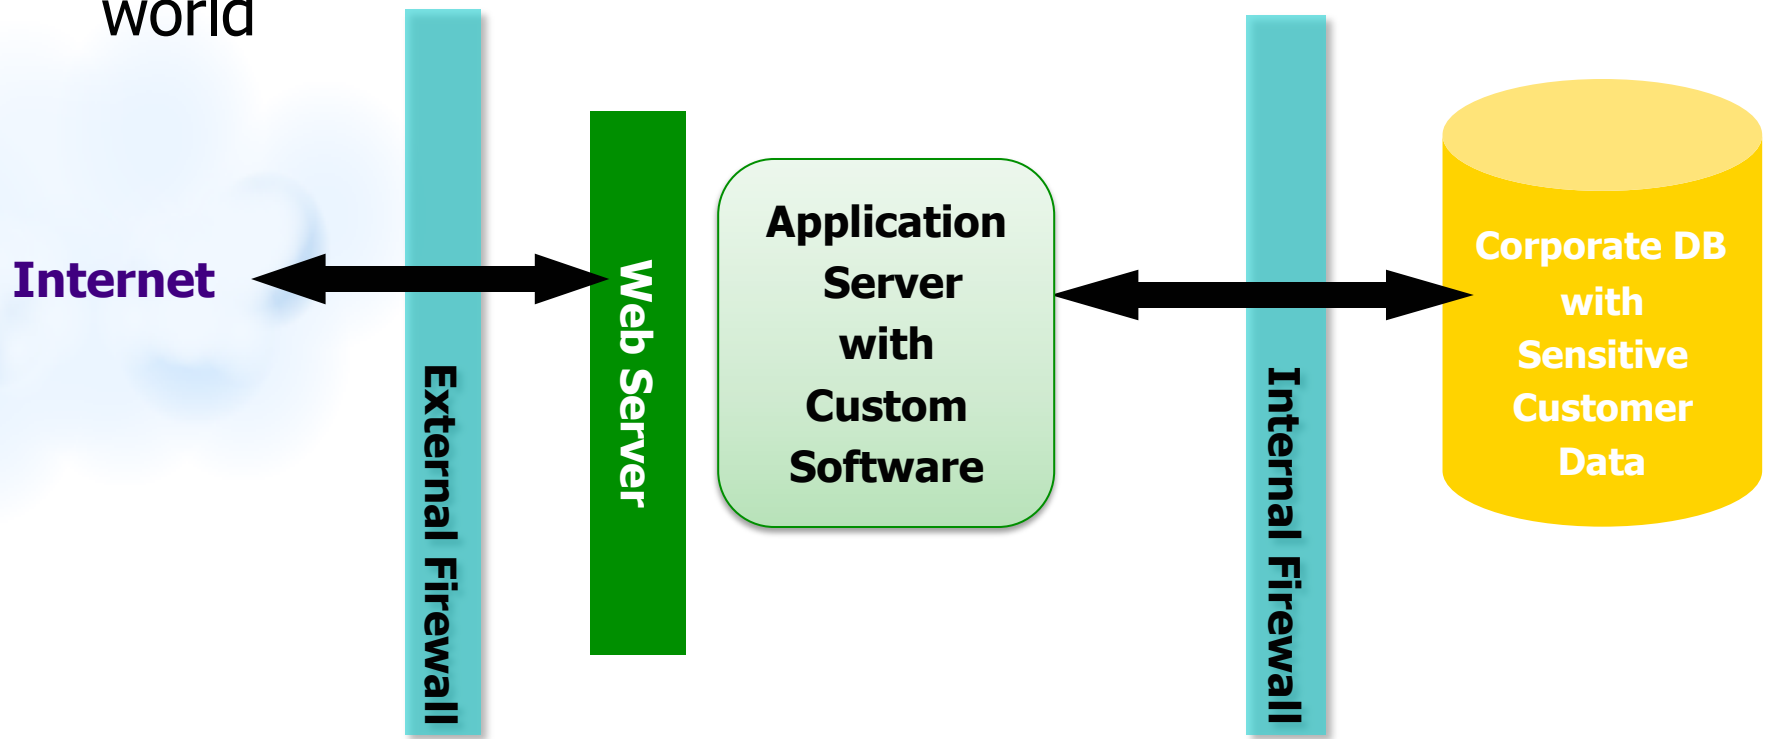 world
Internet
External Firewall
Web Server
Application
Server
with
Custom
Software
Internal Firewall
Corporate DB
with
Sensitive
Customer
Data